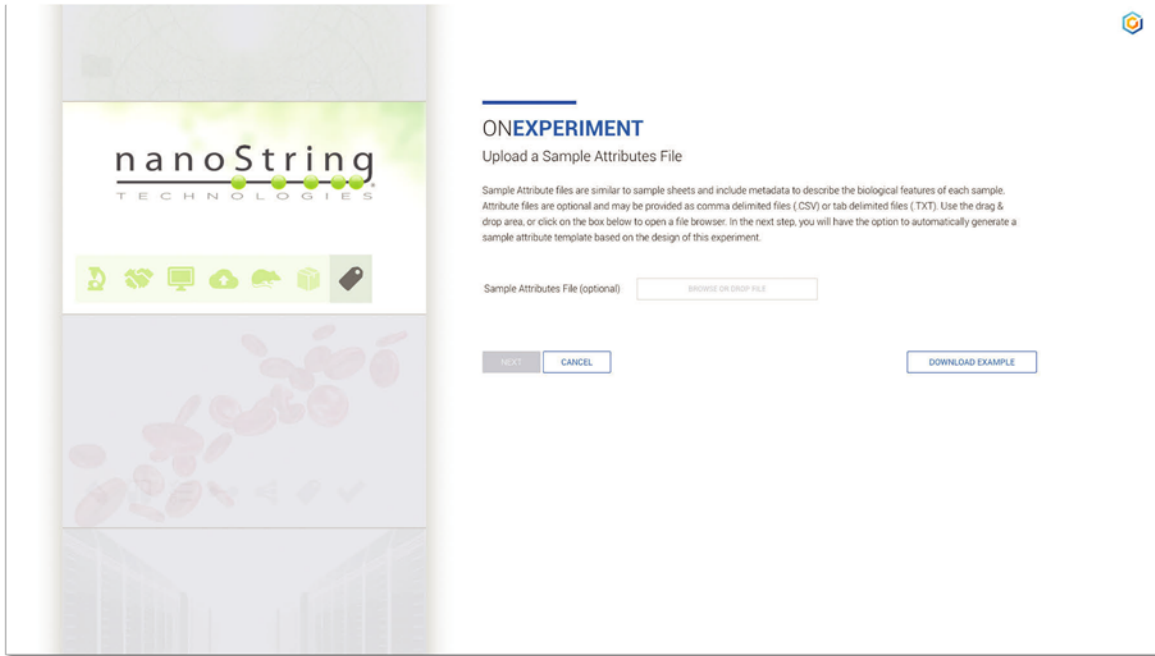 nanoString
TECHNOLOGIES
ONEXPERIMENT
Upload a Sample Attributes File
Sample Attribute files are similar to sample sheets and include metadata to describe the biological features of each sample.
Attribute files are optional and may be provided as comma delimited files (.CSV) or tab delimited files (.TXT). Use the drag &
drop area, or click on the box below to open a file browser. In the next step, you will have the option to automatically generate a
sample attribute template based on the design of this experiment.
Sample Attributes File (optional)
BROWSE OR DROP FILE
NEXT
CANCEL
DOWNLOAD EXAMPLE